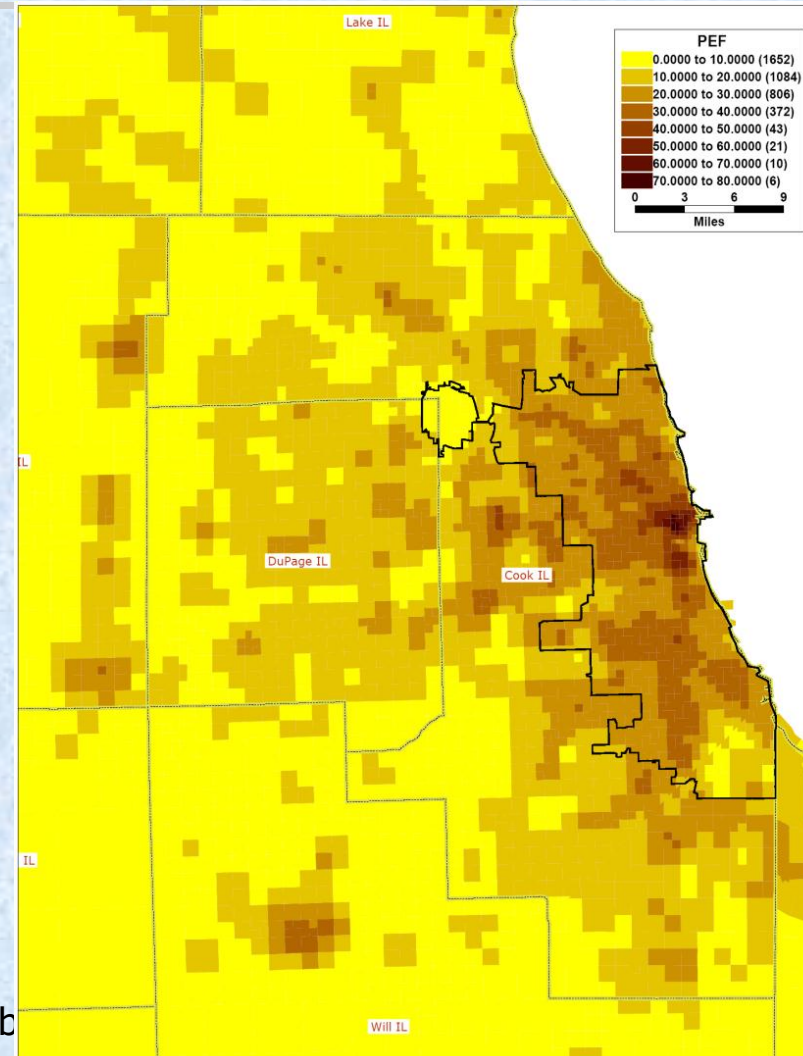 Lake IL
PEF
0.0000 to 10.0000 (1652)
10.0000 to 20.0000 (1084)
20.0000 to 30.0000 (806)
30.0000 to 40.0000 (372)
40.0000 to 50.0000 (43)
50.0000 to 60.0000 (21)
60.0000 to 70.0000 (10)
70.0000 to 80.0000 (6)
0 3 6 9
Miles
IL
DuPage IL
Cook IL
IL
b
Will IL